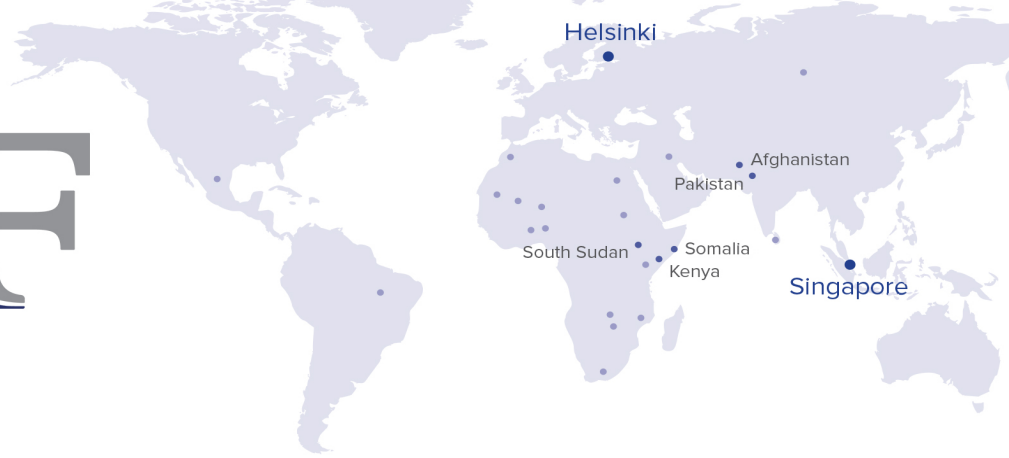 Helsinki
F
Afghanistan
Pakistan
South Sudan
Somalia
Kenya
Singapore